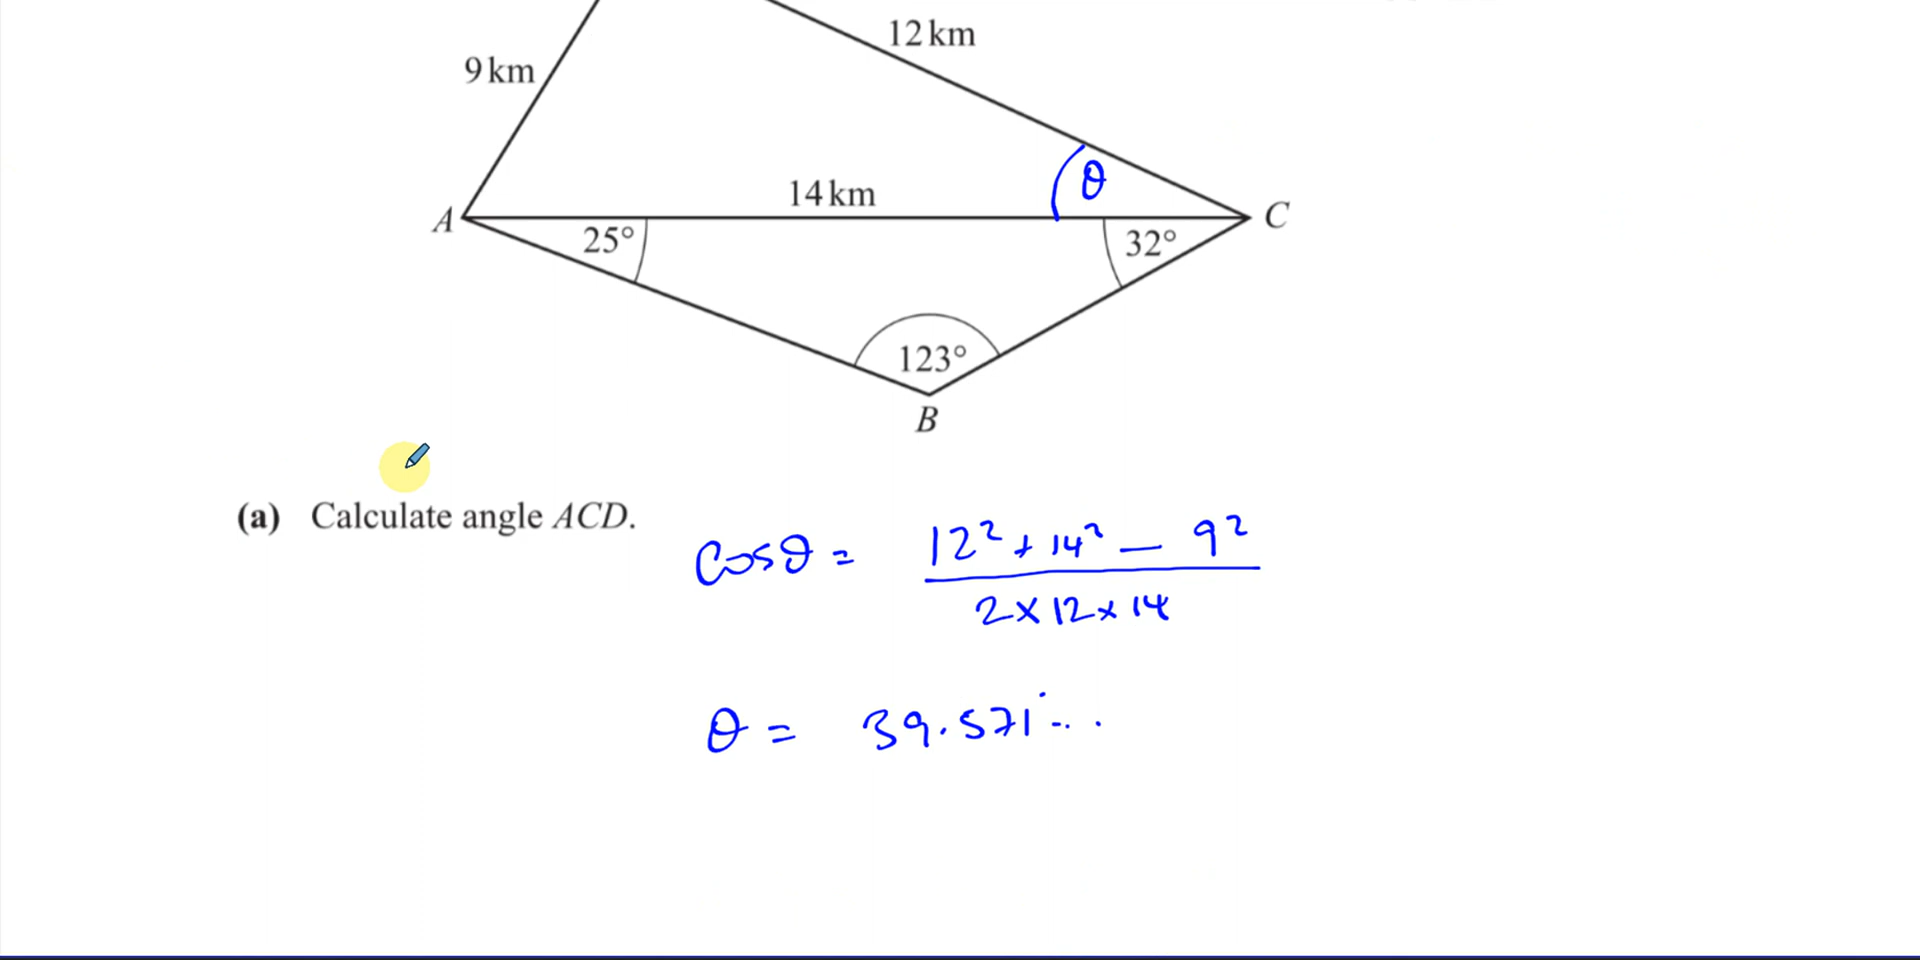 12 km
9 km
θ
14 km
A
C
25°
32°
123°
B
(a) Calculate angle ACD.
Cosθ = 12² + 14² − 9²
2 × 12 × 14
θ = 39.571...